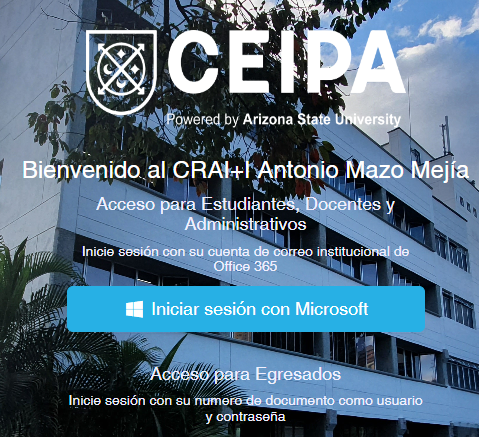 CEIPA
Powered by Arizona State University
Bienvenido al CRAI+I Antonio Mazo Mejía
Acceso para Estudiantes, Docentes y
Administrativos
Inicie sesión con su cuenta de correo institucional de
Office 365
Iniciar sesión con Microsoft
Acceso para Egresados
Inicie sesión con su numero de documento como usuario
y contraseña